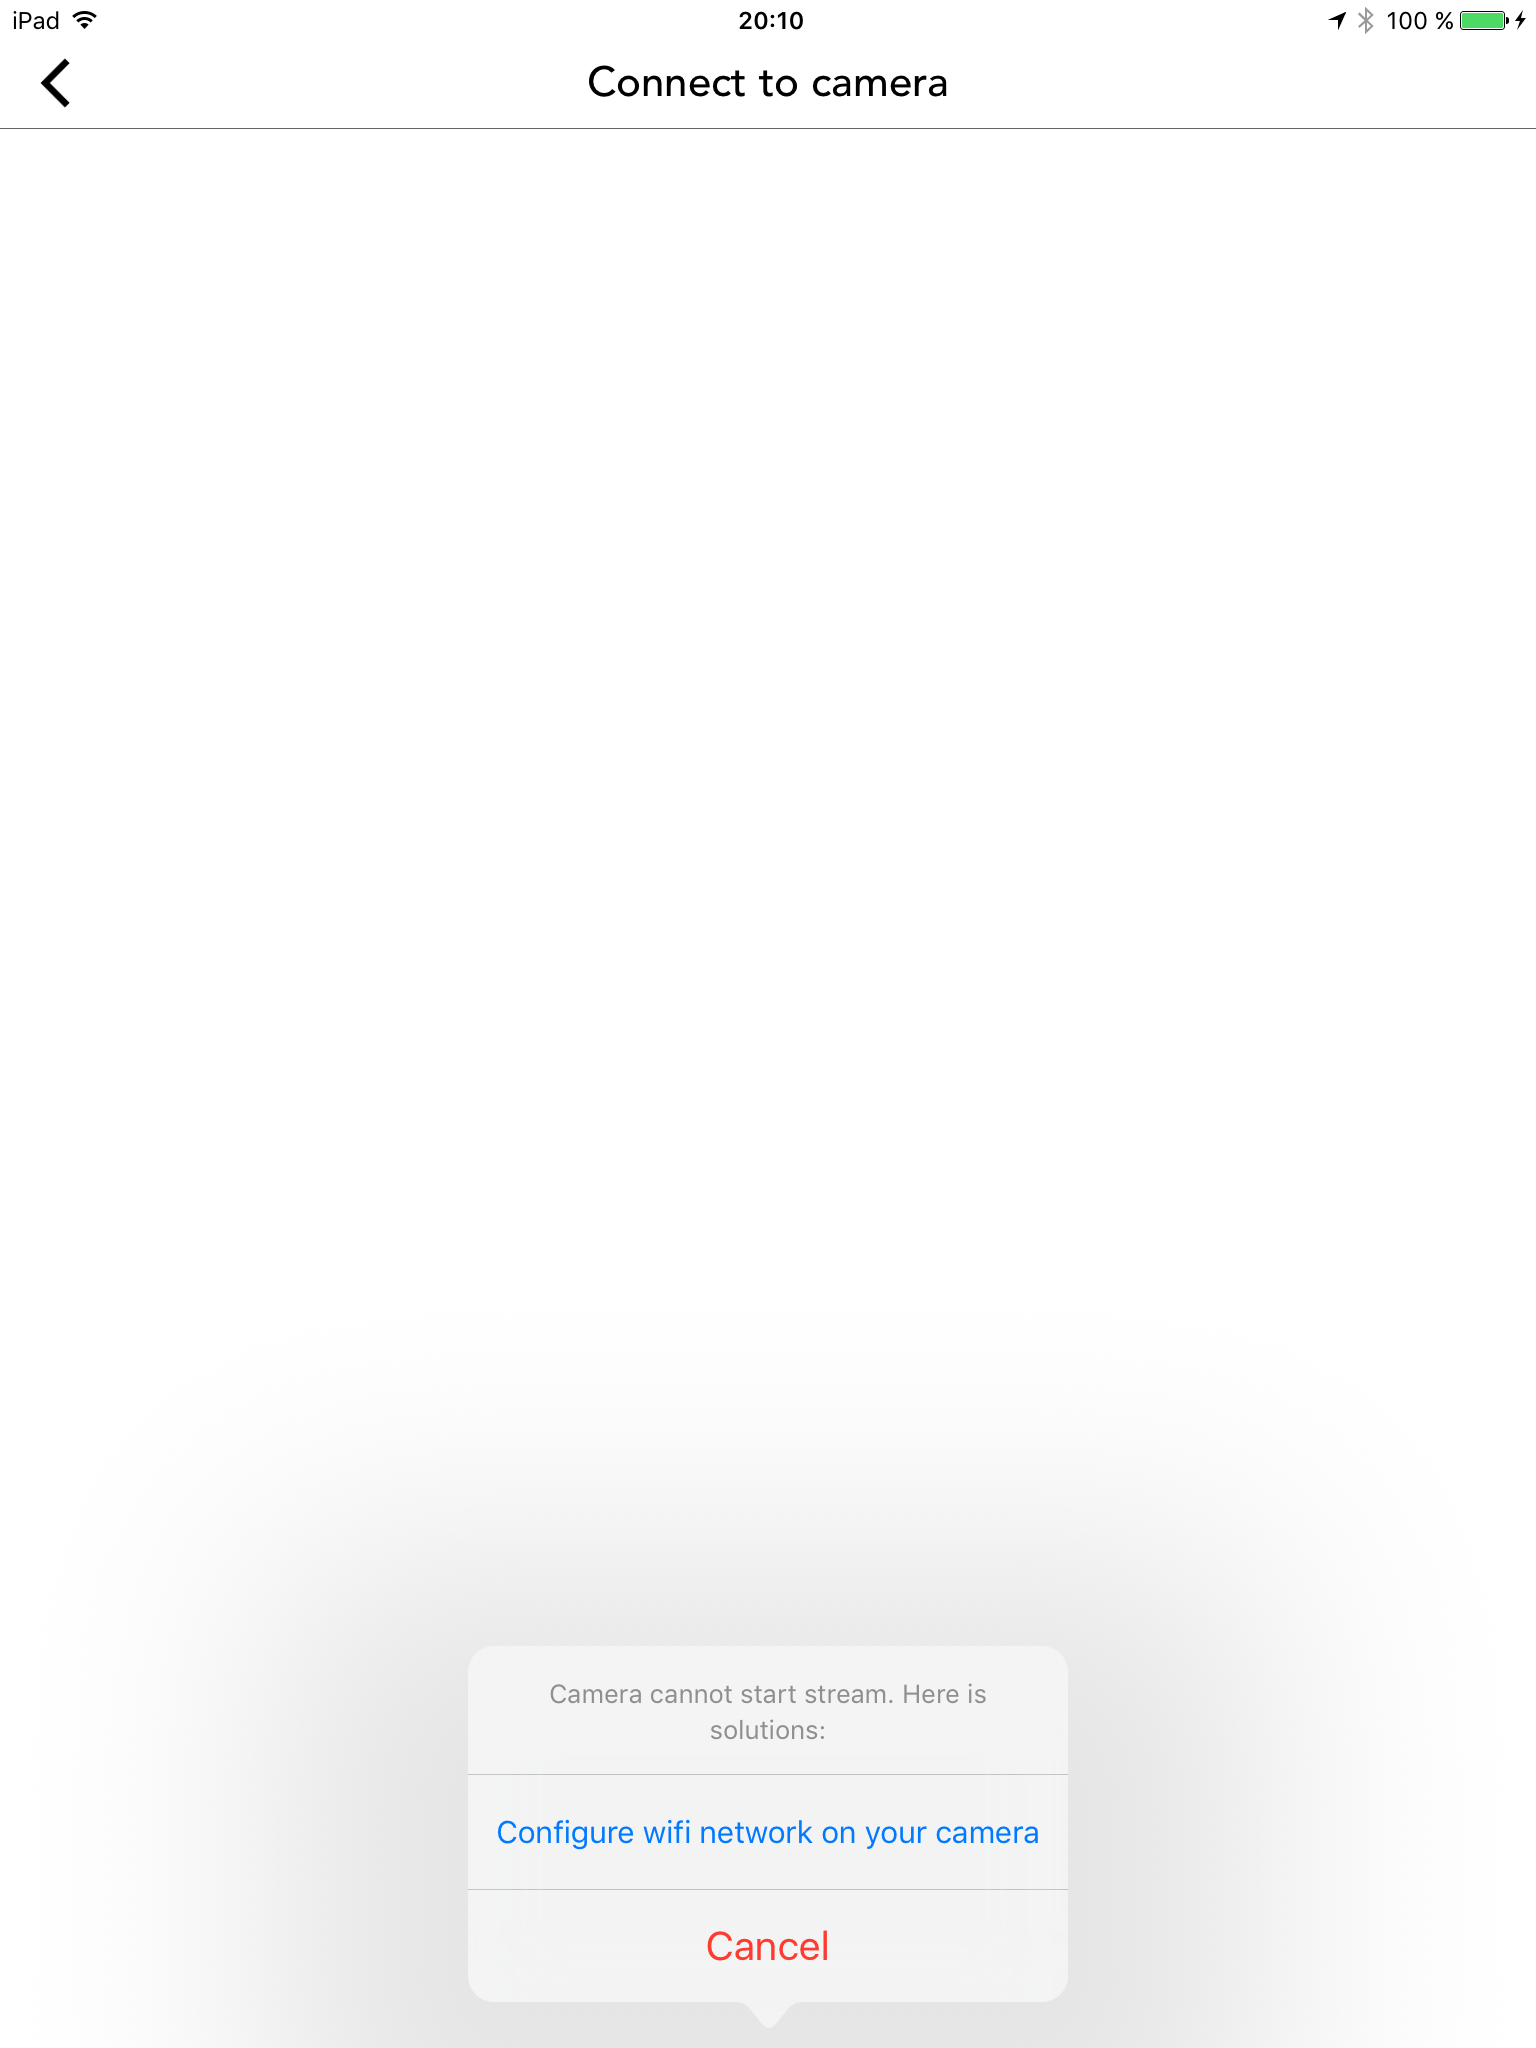 iPad 20:10 100 %
Connect to camera
Camera cannot start stream. Here is
solutions:
Configure wifi network on your camera
Cancel